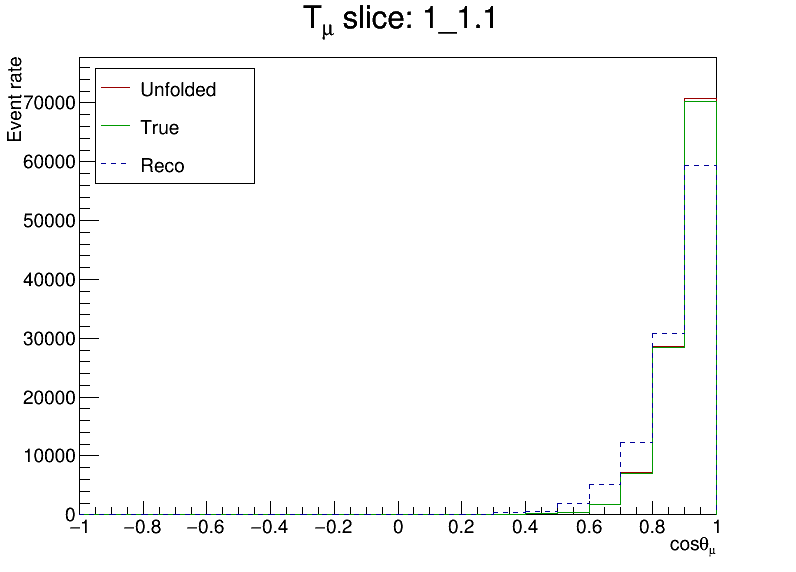 Tμ slice: 1_1.1
Event rate
Unfolded
True
Reco
70000
60000
50000
40000
30000
20000
10000
0
−1 −0.8 −0.6 −0.4 −0.2 0 0.2 0.4 0.6 0.8 1
cosθμ